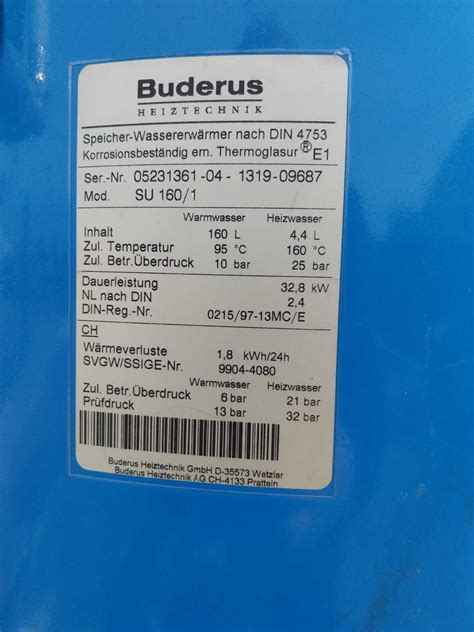 Buderus
HEIZTECHNIK
Speicher-Wassererwärmer nach DIN 4753
Korrosionsbeständig em. Thermoglasur ® E1
Ser.-Nr. 05231361-04 - 1319-09687
Mod. SU 160/1
Warmwasser Heizwasser
Inhalt 160 L 4,4 L
Zul. Temperatur 95 °C 160 °C
Zul. Betr.Überdruck 10 bar 25 bar
Dauerleistung 32,8 kW
NL nach DIN 2,4
DIN-Reg.-Nr. 0215/97-13MC/E
CH
Wärmeverluste 1,8 kWh/24h
SVGW/SSIGE-Nr. 9904-4080
Warmwasser Heizwasser
Zul. Betr.Überdruck 6 bar 21 bar
Prüfdruck 13 bar 32 bar
Buderus Heiztechnik GmbH D-35573 Wetzlar
Buderus Heiztechnik AG CH-4133 Pratteln